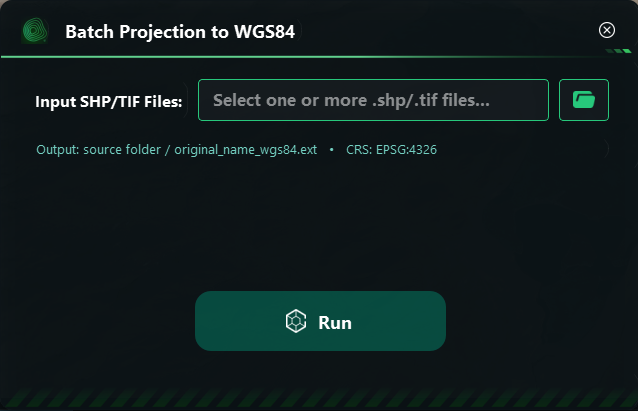 Batch Projection to WGS84
Input SHP/TIF Files: Select one or more .shp/.tif files...
Output: source folder / original_name_wgs84.ext • CRS: EPSG:4326
Run